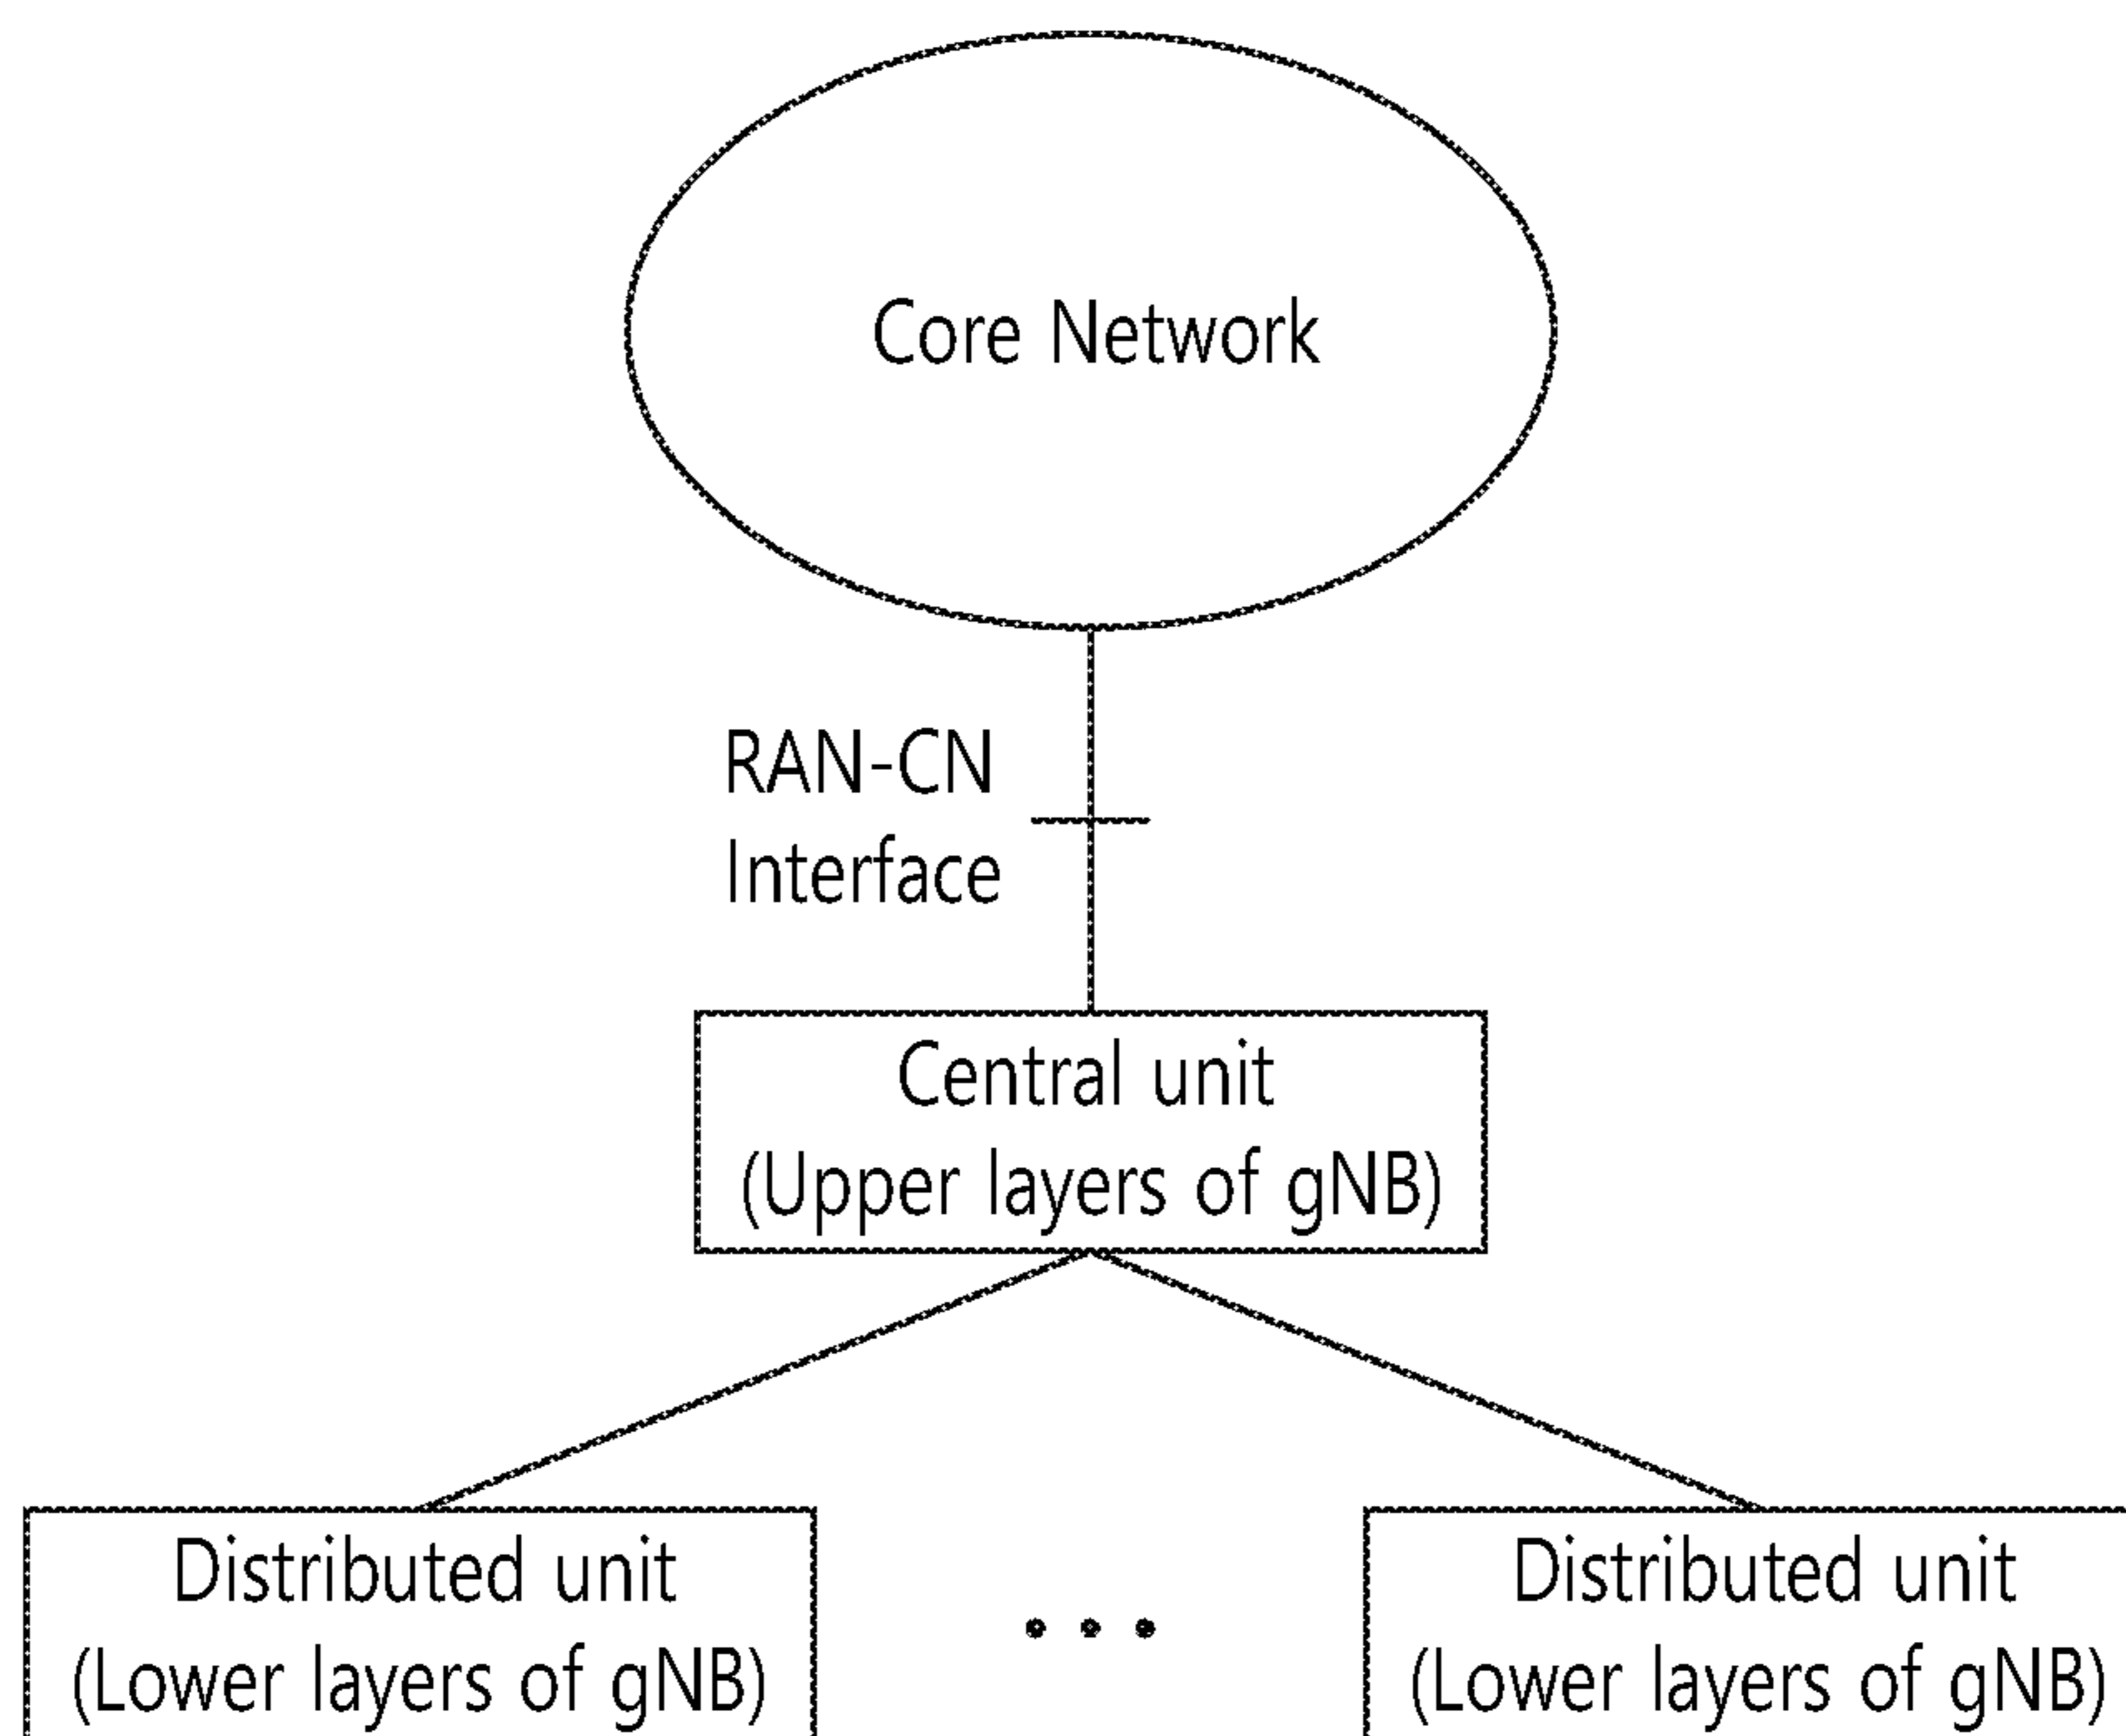 Core Network
RAN-CN
Interface
Central unit
(Upper layers of gNB)
Distributed unit
(Lower layers of gNB)
• • •
Distributed unit
(Lower layers of gNB)